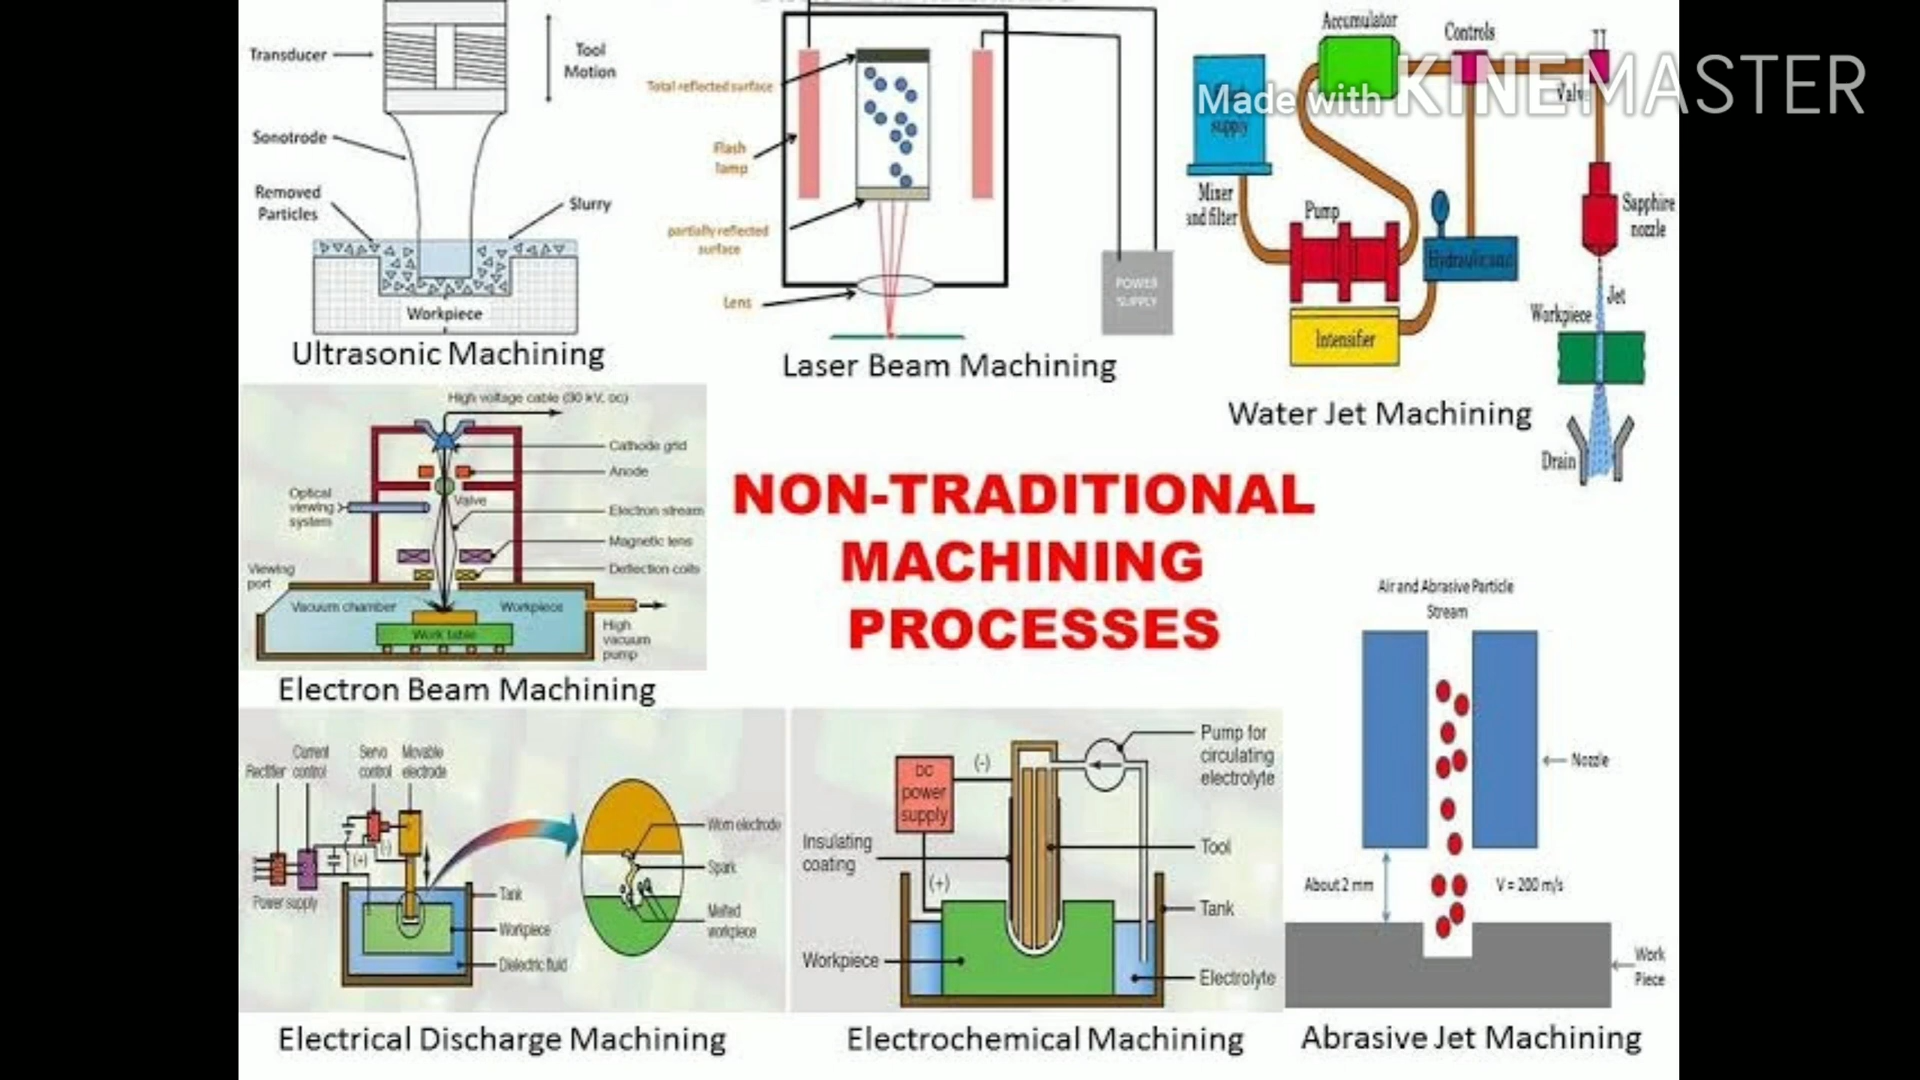 Transducer
Tool
Motion
Sonotrode
Removed
Particles
Slurry
Workpiece
Ultrasonic Machining
Total reflected surface
Flash
lamp
partially reflected
surface
Lens
POWER
SUPPLY
Laser Beam Machining
Accumulator
Controls
Made with KINEMASTER
Valve
supply
Mixer
and filter
Pump
Sapphire
nozzle
Jet
Workpiece
Intensifier
Drain
Water Jet Machining
High voltage cable (30 kV, DC)
Cathode grid
Anode
Optical
viewing
system
Valve
Electron stream
Magnetic lens
Deflection coils
Viewing
port
Vacuum chamber
Workpiece
Work table
High
vacuum
pump
Electron Beam Machining
NON-TRADITIONAL
MACHINING
PROCESSES
Air and Abrasive Particle
Stream
Nozzle
About 2 mm
V = 200 m/s
Work
Piece
Abrasive Jet Machining
Rectifier
Current
control
Servo
control
Movable
electrode
(-)
(+)
Power supply
Tank
Workpiece
Dielectric fluid
Worn electrode
Spark
Melted
workpiece
Electrical Discharge Machining
DC
power
supply
(-)
Pump for
circulating
electrolyte
Insulating
coating
Tool
(+)
Tank
Workpiece
Electrolyte
Electrochemical Machining